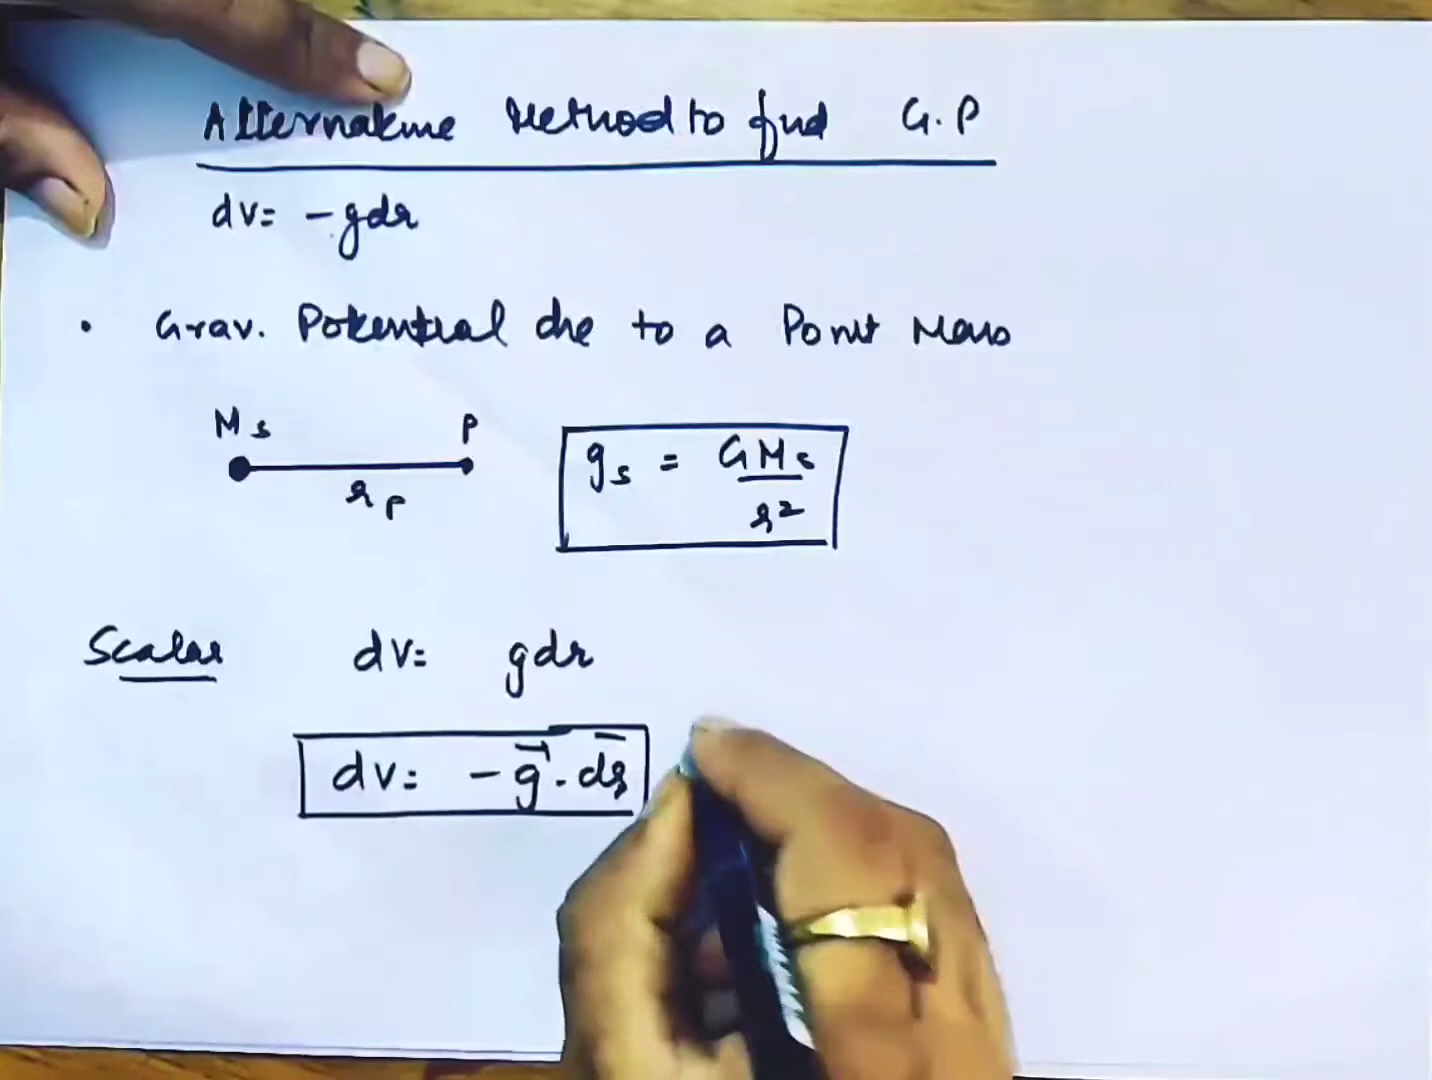 Alternative Method to find G.P
dv= -gdr
• Grav. Potential due to a Point Mass
Ms P
rp
gs = GMs
r²
Scalar dv= gdr
dv= -g⃗.dr⃗